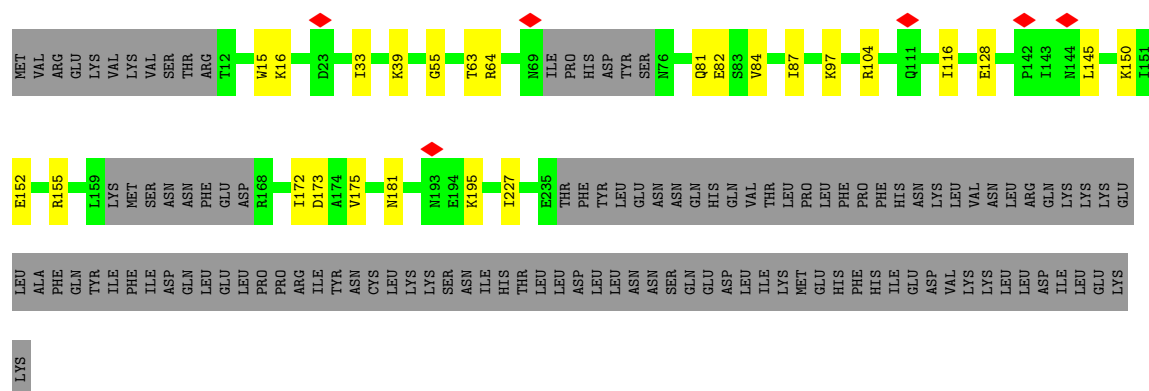 MET VAL ARG GLU LYS VAL LYS VAL SER THR ARG T12 W15 K16 D23 I33 K39 G55 T63 R64 N69 ILE PRO HIS ASP TYR SER N76 Q81 E82 S83 V84 I87 K97 R104 Q111 I116 E128 P142 I143 N144 L145 K150 I151
E152 R155 L159 LYS MET SER ASN ASN PHE GLU ASP R168 I172 D173 A174 V175 N181 N193 E194 K195 I227 E235 THR PHE TYR LEU GLU ASN ASN GLN HIS GLN VAL THR LEU PRO LEU PHE PRO PHE HIS ASN LYS LEU VAL ASN LEU ARG GLN LYS LYS LYS GLU
LEU ALA PHE GLN TYR ILE PHE ILE ASP GLN LEU GLU LEU PRO PRO ARG ILE TYR ASN CYS LEU LYS LYS SER ASN ILE HIS THR LEU LEU ASP LEU LEU ASN ASN SER GLN GLU ASP LEU ILE LYS MET GLU HIS PHE HIS ILE GLU ASP VAL LYS LYS LEU LEU ASP ILE LEU GLU LYS
LYS